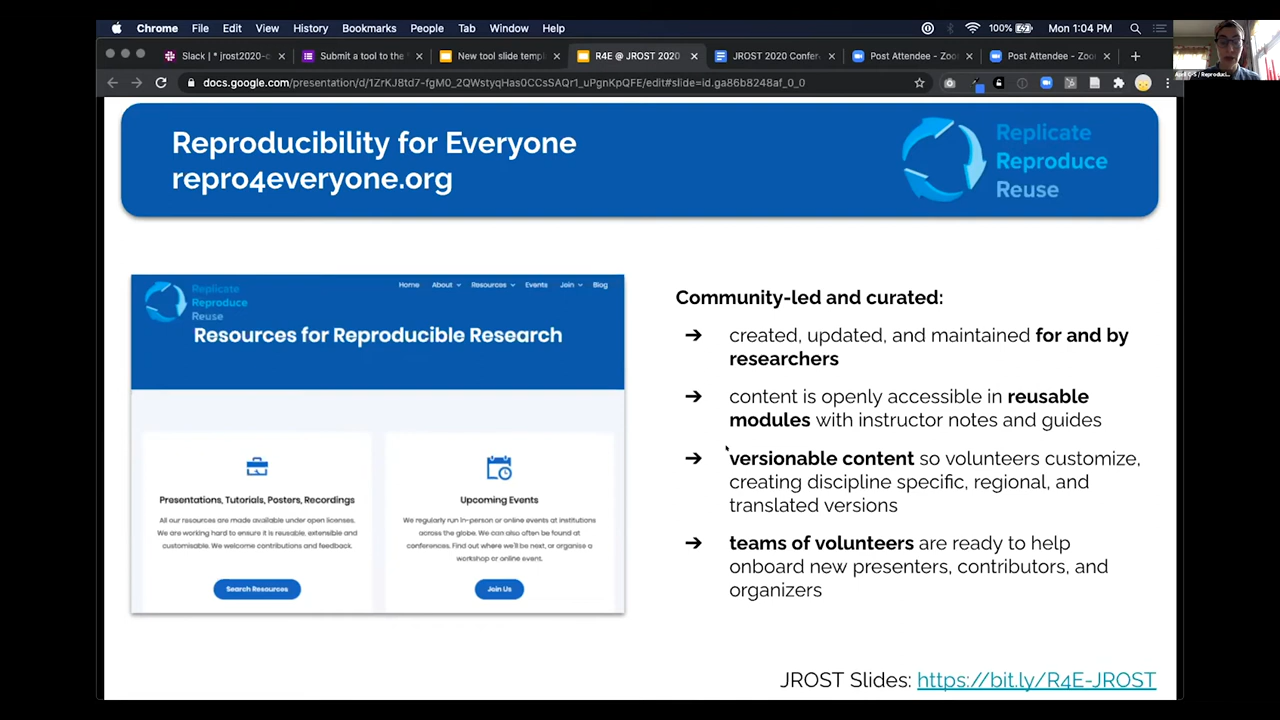 Chrome File Edit View History Bookmarks People Tab Window Help
100% Mon 1:04 PM
Slack | * jrost2020-
Submit a tool to the
New tool slide templ
R4E @ JROST 2020
JROST 2020 Confer
Post Attendee - Zoo
Post Attendee - Zoo
docs.google.com/presentation/d/1ZrKJ8td7-fgM0_2QWstyqHas0CCsSAQr1_uPgnKpQFE/edit#slide=id.ga86b8248af_0_0
Reproducibility for Everyone
repro4everyone.org
Replicate
Reproduce
Reuse
Home About Resources Events Join Blog
Replicate
Reproduce
Reuse
Resources for Reproducible Research
Presentations, Tutorials, Posters, Recordings
All our resources are made available under open licenses.
We are working hard to ensure it is reusable, extensible and
customisable. We welcome contributions and feedback.
Search Resources
Upcoming Events
We regularly run in-person or online events at institutions
across the globe. We can also often be found at
conferences. Find out where we'll be next, or organise a
workshop or online event.
Join Us
Community-led and curated:
➔ created, updated, and maintained for and by
researchers
➔ content is openly accessible in reusable
modules with instructor notes and guides
➔ versionable content so volunteers customize,
creating discipline specific, regional, and
translated versions
➔ teams of volunteers are ready to help
onboard new presenters, contributors, and
organizers
JROST Slides: https://bit.ly/R4E-JROST